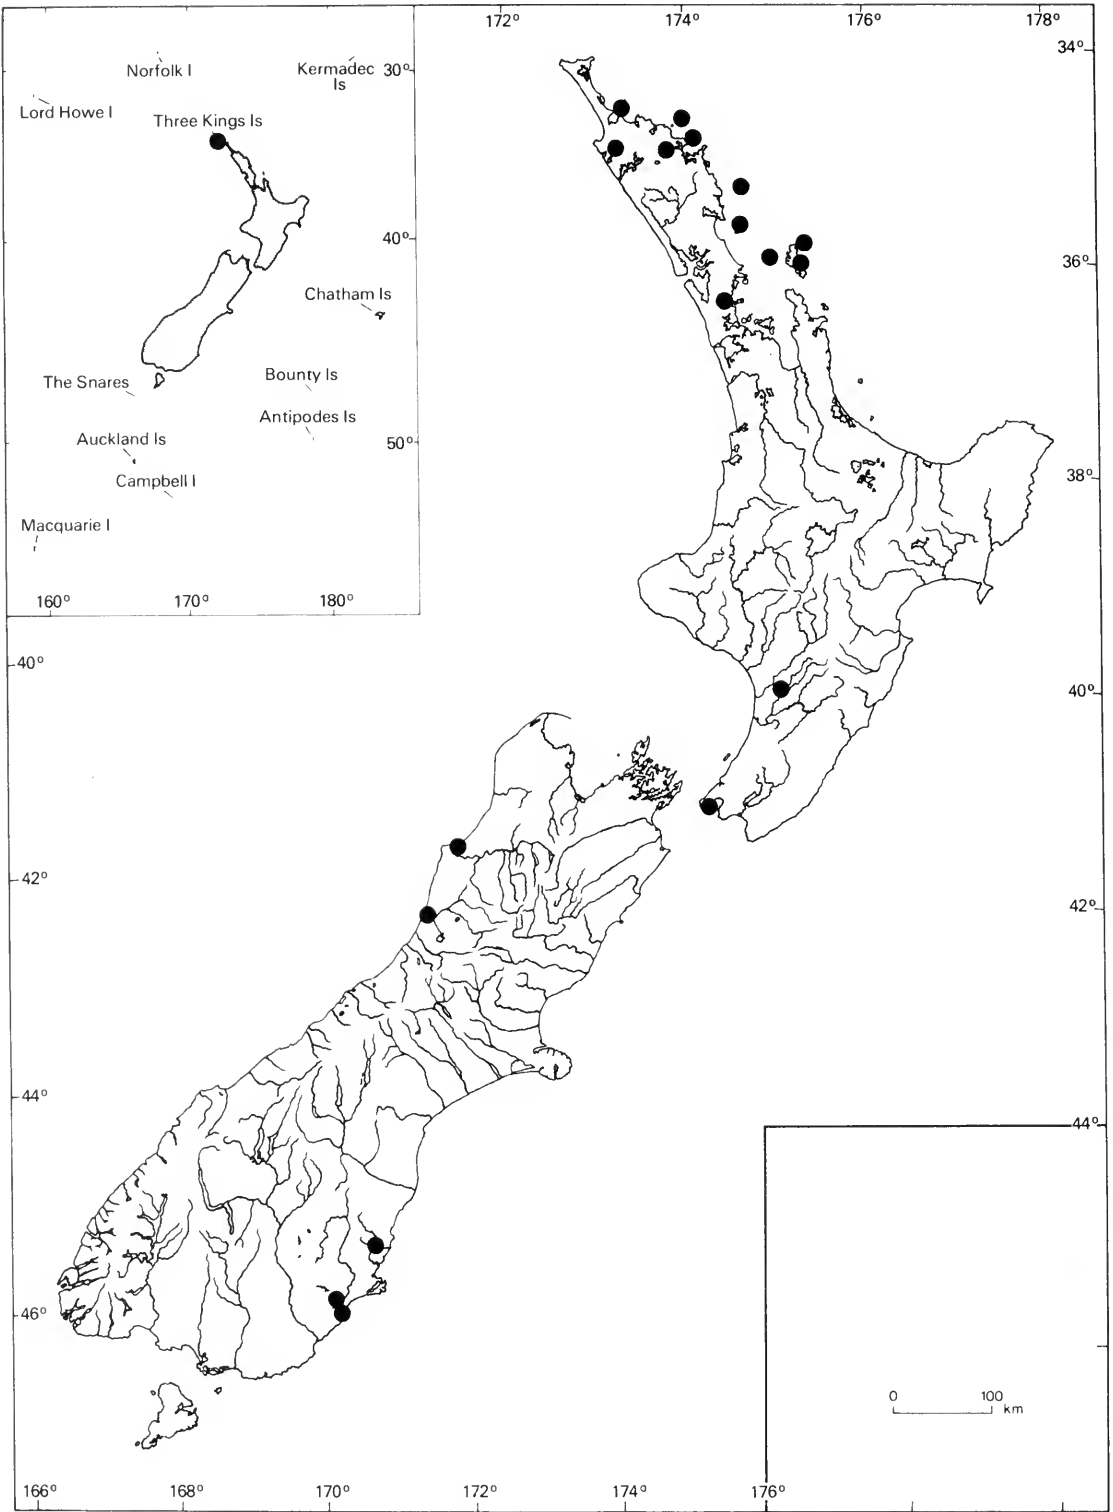 172° 174° 176° 178°
34°
Norfolk I
Kermadec
Is
30°
Lord Howe I
Three Kings Is
40°
36°
Chatham Is
The Snares
Bounty Is
Antipodes Is
50°
Auckland Is
Campbell I
38°
Macquarie I
160° 170° 180°
40°
40°
42°
42°
44°
44°
46°
0 100
km
166° 168° 170° 172° 174° 176°